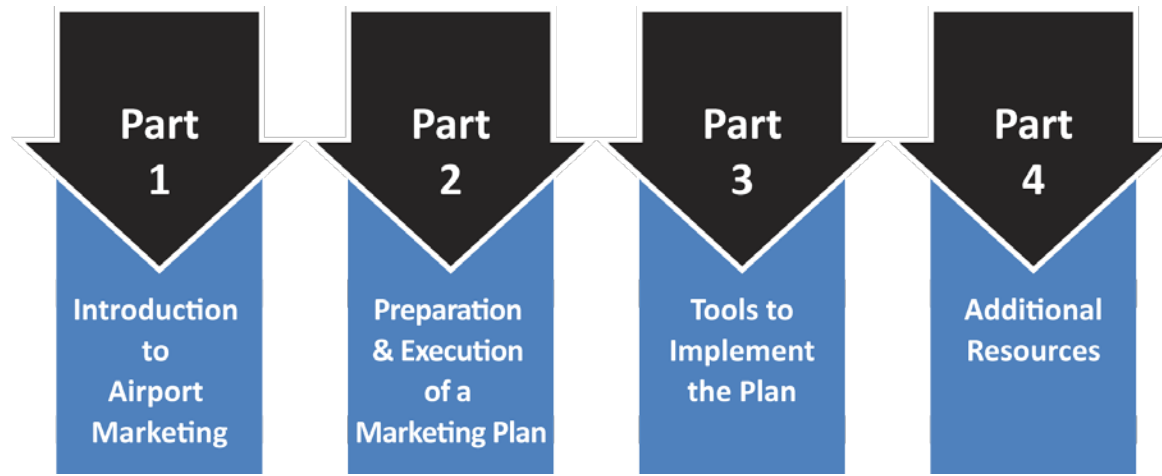 Part
1
Introduction
to
Airport
Marketing
Part
2
Preparation
& Execution
of a
Marketing Plan
Part
3
Tools to
Implement
the Plan
Part
4
Additional
Resources